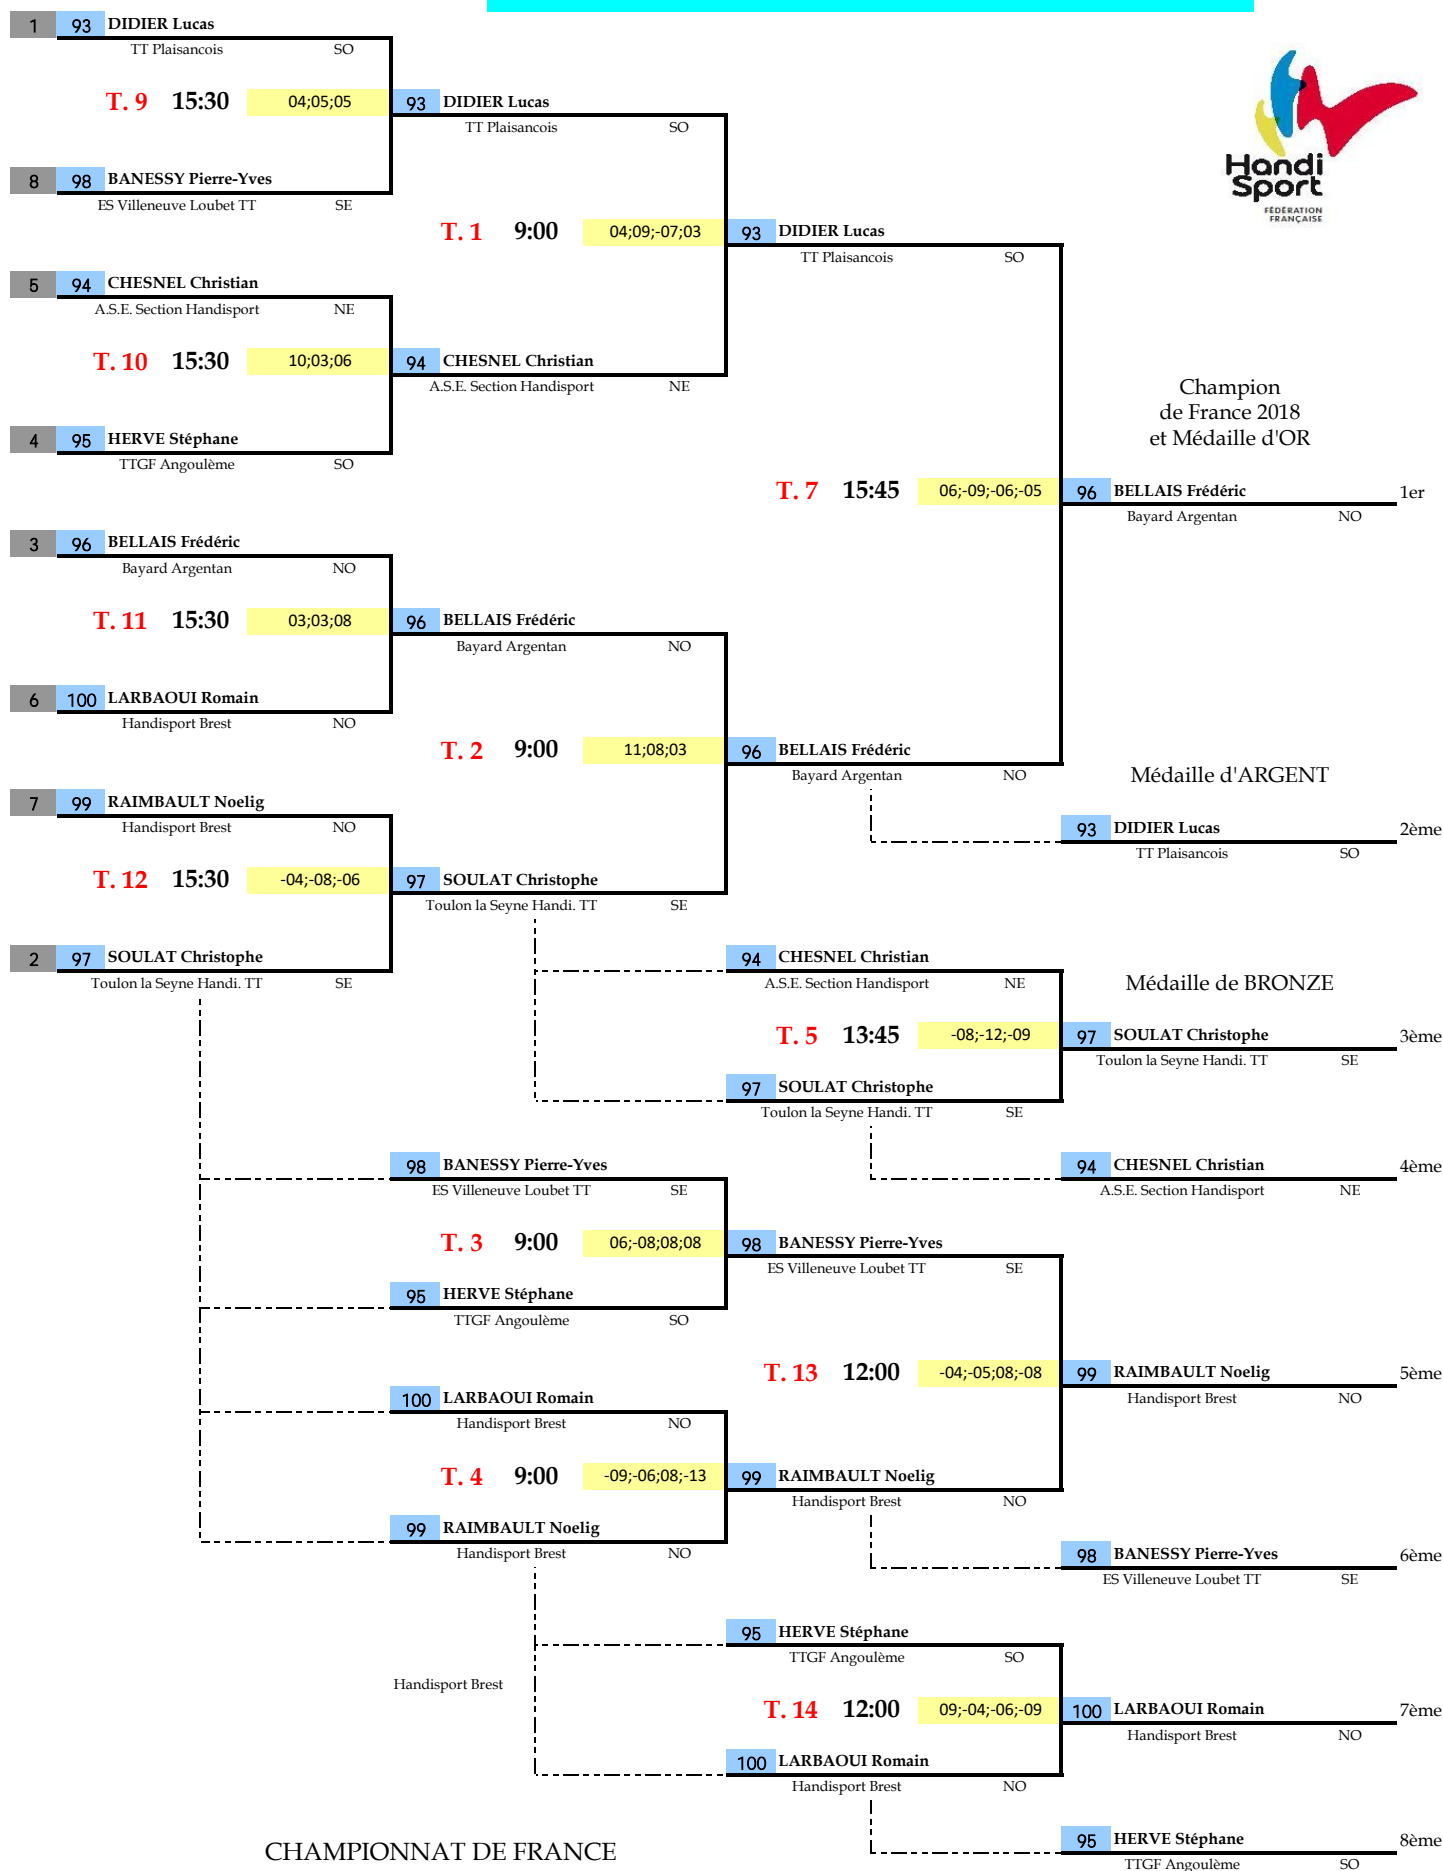 1 93 DIDIER Lucas
TT Plaisancois SO
T. 9 15:30 04;05;05 93 DIDIER Lucas
TT Plaisancois SO
Handi
Sport
FÉDÉRATION
FRANÇAISE
8 98 BANESSY Pierre-Yves
ES Villeneuve Loubet TT SE
T. 1 9:00 04;09;-07;03 93 DIDIER Lucas
TT Plaisancois SO
5 94 CHESNEL Christian
A.S.E. Section Handisport NE
T. 10 15:30 10;03;06 94 CHESNEL Christian
A.S.E. Section Handisport NE
Champion
de France 2018
et Médaille d'OR
4 95 HERVE Stéphane
TTGF Angoulème SO
T. 7 15:45 06;-09;-06;-05 96 BELLAIS Frédéric 1er
Bayard Argentan NO
3 96 BELLAIS Frédéric
Bayard Argentan NO
T. 11 15:30 03;03;08 96 BELLAIS Frédéric
Bayard Argentan NO
6 100 LARBAOUI Romain
Handisport Brest NO
T. 2 9:00 11;08;03 96 BELLAIS Frédéric
Bayard Argentan NO
Médaille d'ARGENT
7 99 RAIMBAULT Noelig
Handisport Brest NO
93 DIDIER Lucas 2ème
TT Plaisancois SO
T. 12 15:30 -04;-08;-06 97 SOULAT Christophe
Toulon la Seyne Handi. TT SE
2 97 SOULAT Christophe
Toulon la Seyne Handi. TT SE
94 CHESNEL Christian
A.S.E. Section Handisport NE
Médaille de BRONZE
T. 5 13:45 -08;-12;-09 97 SOULAT Christophe 3ème
Toulon la Seyne Handi. TT SE
97 SOULAT Christophe
Toulon la Seyne Handi. TT SE
98 BANESSY Pierre-Yves
ES Villeneuve Loubet TT SE
94 CHESNEL Christian 4ème
A.S.E. Section Handisport NE
T. 3 9:00 06;-08;08;08 98 BANESSY Pierre-Yves
ES Villeneuve Loubet TT SE
95 HERVE Stéphane
TTGF Angoulème SO
T. 13 12:00 -04;-05;08;-08 99 RAIMBAULT Noelig 5ème
Handisport Brest NO
100 LARBAOUI Romain
Handisport Brest NO
T. 4 9:00 -09;-06;08;-13 99 RAIMBAULT Noelig
Handisport Brest NO
99 RAIMBAULT Noelig
Handisport Brest NO
98 BANESSY Pierre-Yves 6ème
ES Villeneuve Loubet TT SE
95 HERVE Stéphane
TTGF Angoulème SO
Handisport Brest
T. 14 12:00 09;-04;-06;-09 100 LARBAOUI Romain 7ème
Handisport Brest NO
100 LARBAOUI Romain
Handisport Brest NO
95 HERVE Stéphane 8ème
TTGF Angoulème SO
CHAMPIONNAT DE FRANCE